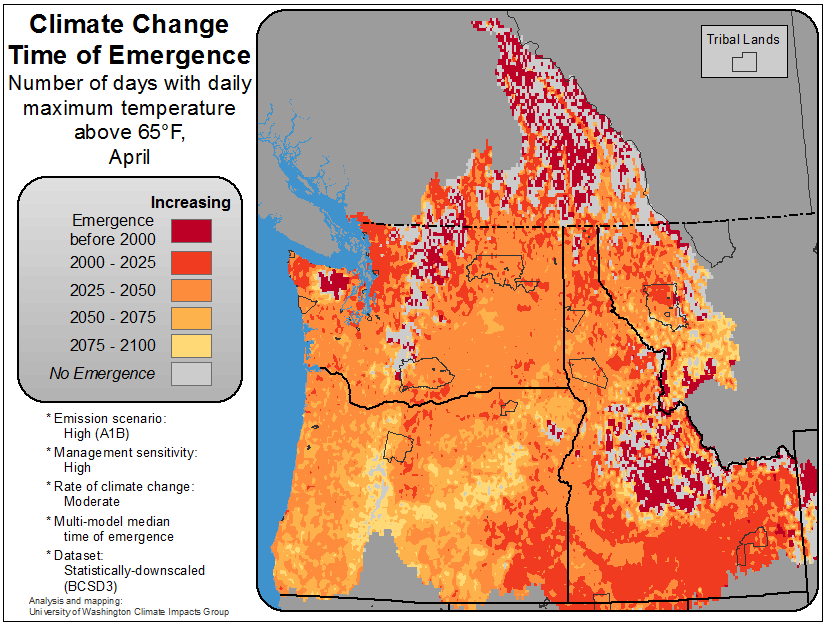 Climate Change
Time of Emergence
Number of days with daily
maximum temperature
above 65°F,
April
Increasing
Emergence
before 2000
2000 - 2025
2025 - 2050
2050 - 2075
2075 - 2100
No Emergence
* Emission scenario:
High (A1B)
* Management sensitivity:
High
* Rate of climate change:
Moderate
* Multi-model median
time of emergence
* Dataset:
Statistically-downscaled
(BCSD3)
Analysis and mapping:
University of Washington Climate Impacts Group
Tribal Lands